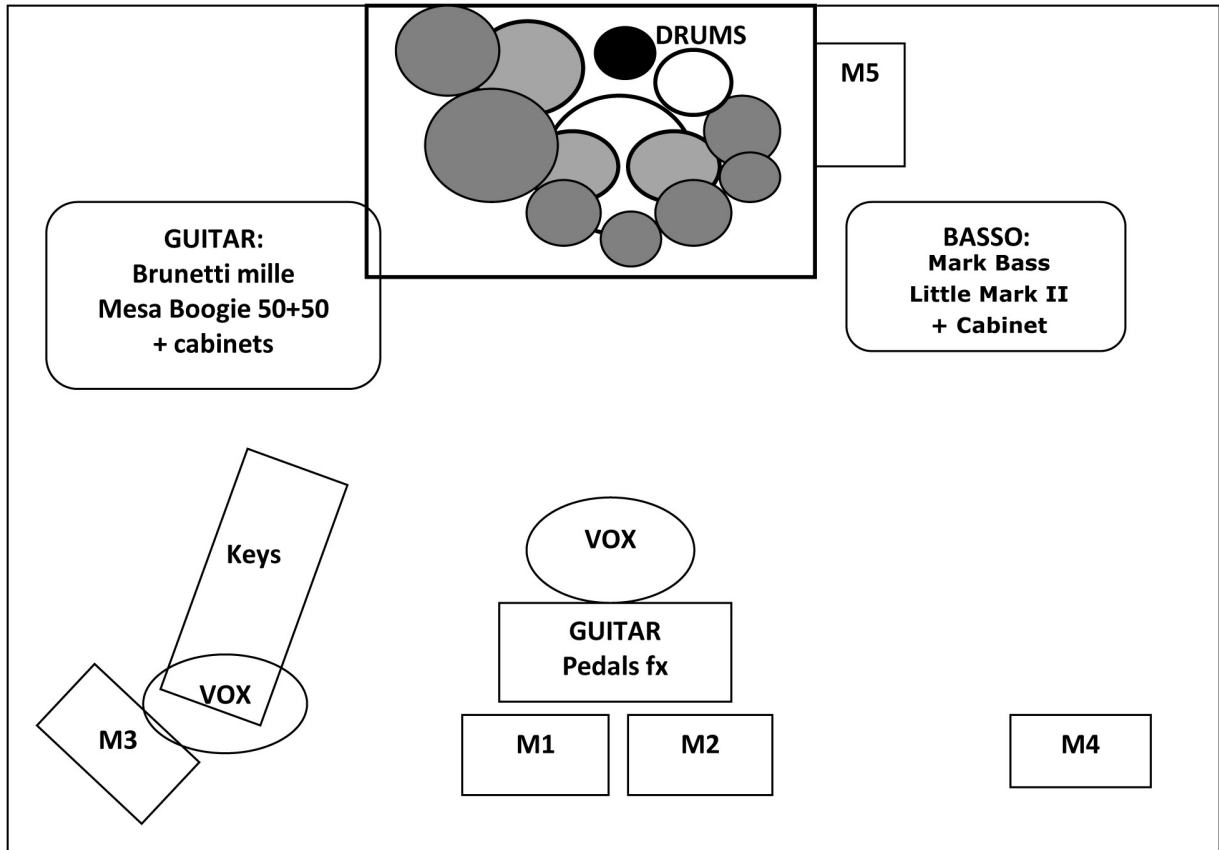 DRUMS
M5
GUITAR:
Brunetti mille
Mesa Boogie 50+50
+ cabinets
BASSO:
Mark Bass
Little Mark II
+ Cabinet
Keys
VOX
GUITAR
Pedals fx
VOX
M3
M1
M2
M4